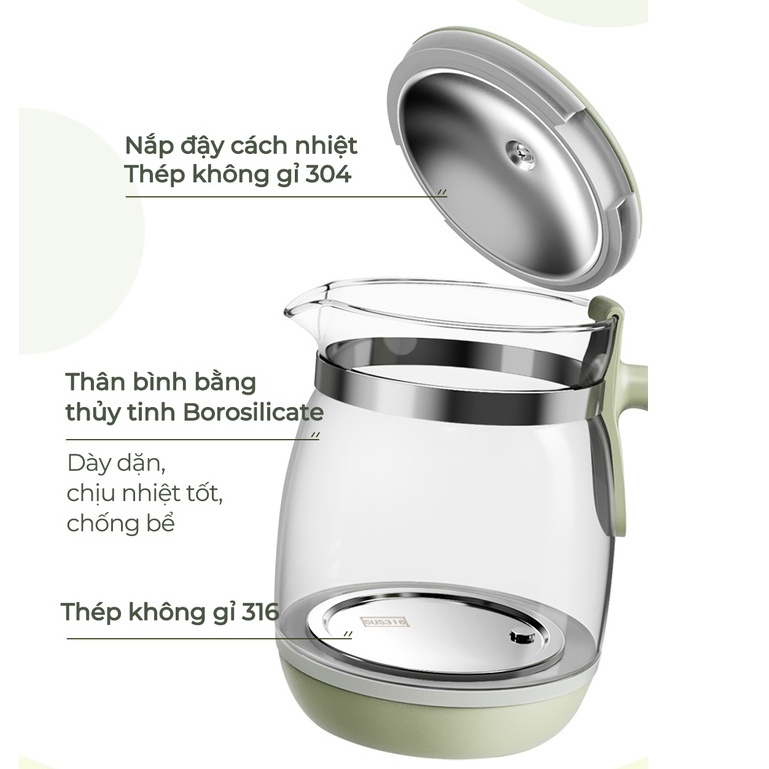 Nắp đậy cách nhiệt
Thép không gỉ 304
Thân bình bằng
thủy tinh Borosilicate
Dày dặn,
chịu nhiệt tốt,
chống bể
Thép không gỉ 316
SUS316